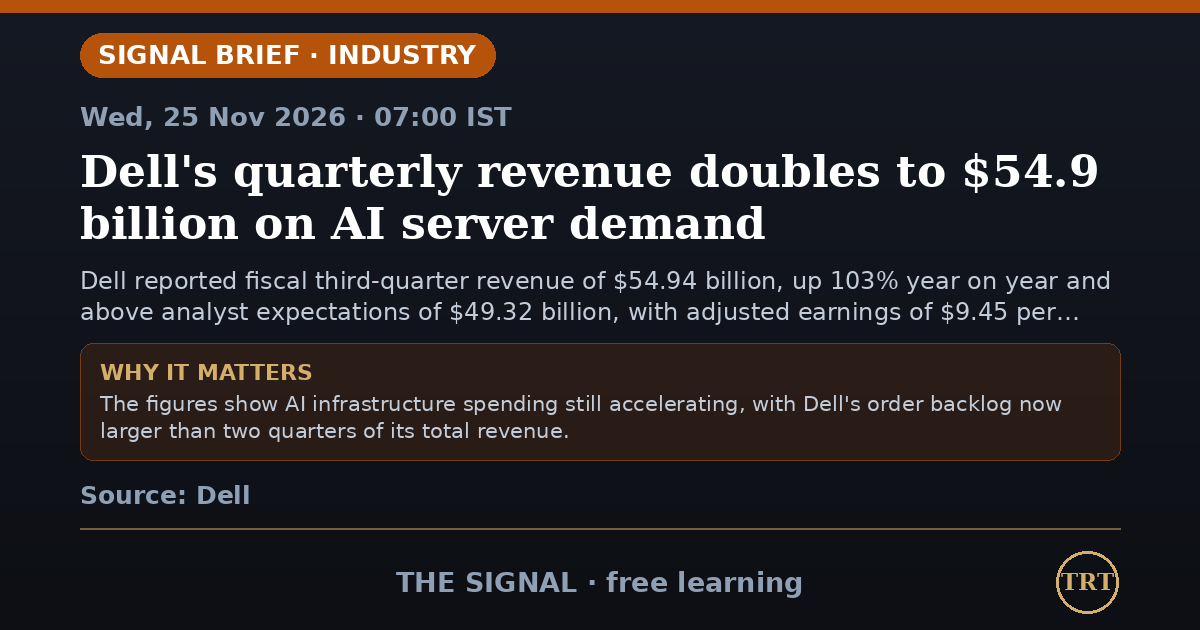 SIGNAL BRIEF · INDUSTRY
Wed, 25 Nov 2026 · 07:00 IST
Dell's quarterly revenue doubles to $54.9
billion on AI server demand
Dell reported fiscal third-quarter revenue of $54.94 billion, up 103% year on year and
above analyst expectations of $49.32 billion, with adjusted earnings of $9.45 per…
WHY IT MATTERS
The figures show AI infrastructure spending still accelerating, with Dell's order backlog now
larger than two quarters of its total revenue.
Source: Dell
THE SIGNAL · free learning
TRT